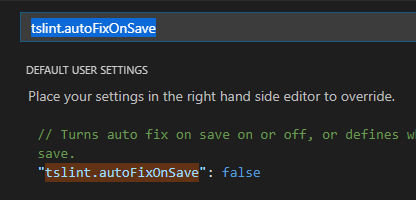 tslint.autoFixOnSave
DEFAULT USER SETTINGS
Place your settings in the right hand side editor to override.
// Turns auto fix on save on or off, or defines
save.
"tslint.autoFixOnSave": false